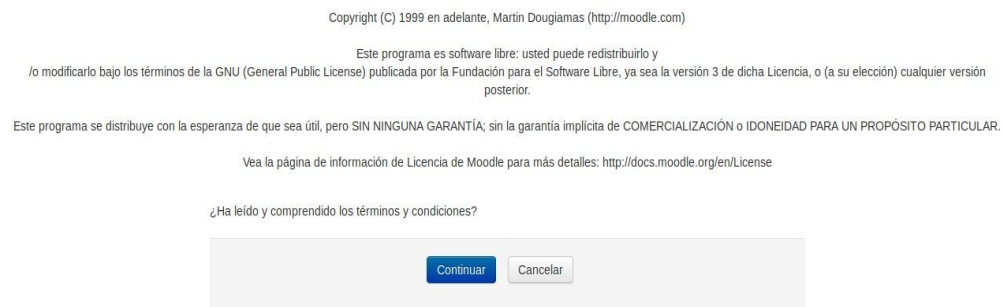 Copyright (C) 1999 en adelante, Martin Dougiamas (http://moodle.com)
Este programa es software libre: usted puede redistribuirlo y
/o modificarlo bajo los términos de la GNU (General Public License) publicada por la Fundación para el Software Libre, ya sea la versión 3 de dicha Licencia, o (a su elección) cualquier versión
posterior.
Este programa se distribuye con la esperanza de que sea útil, pero SIN NINGUNA GARANTÍA; sin la garantía implícita de COMERCIALIZACIÓN o IDONEIDAD PARA UN PROPÓSITO PARTICULAR.
Vea la página de información de Licencia de Moodle para más detalles: http://docs.moodle.org/en/License
¿Ha leído y comprendido los términos y condiciones?
Continuar Cancelar